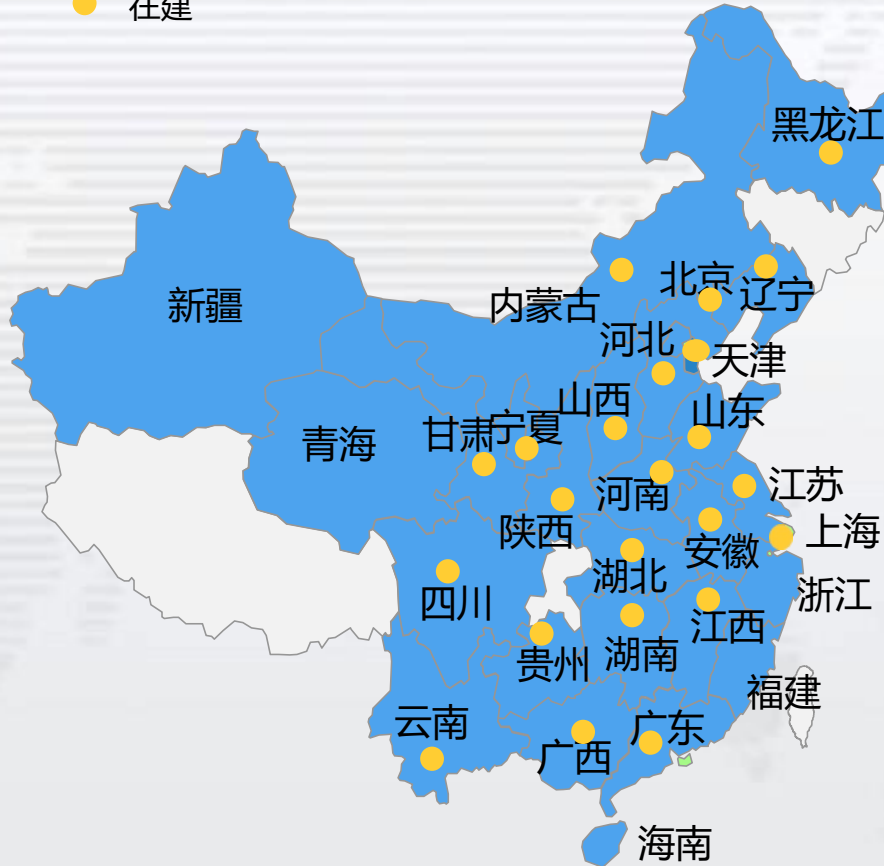 在建
黑龙江
北京
辽宁
新疆
内蒙古
河北
天津
山西
山东
宁夏
甘肃
青海
江苏
河南
陕西
上海
安徽
湖北
浙江
四川
江西
湖南
贵州
福建
云南
广东
广西
海南